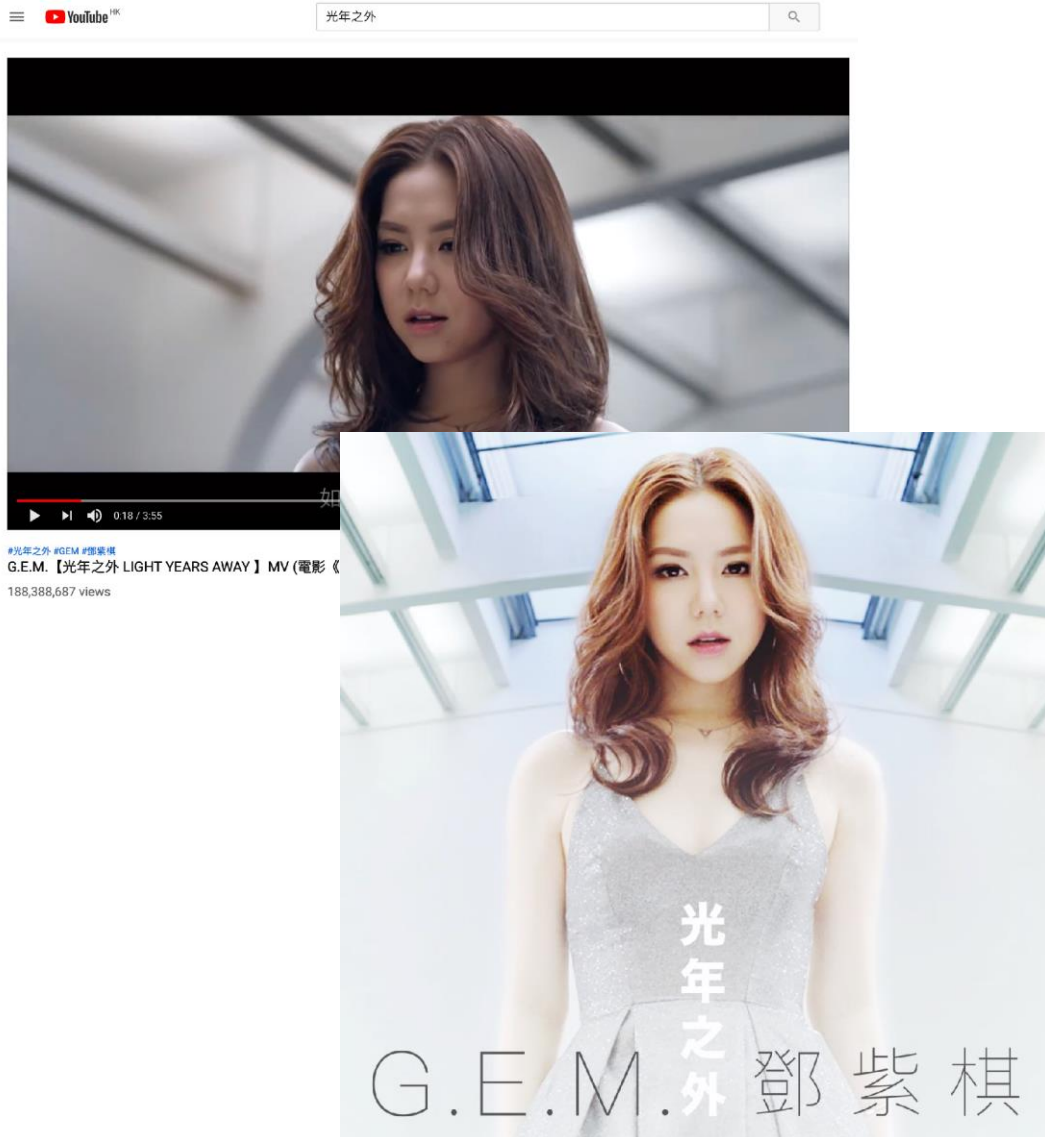 YouTube HK
光年之外
如
0:18 / 3:55
#光年之外 #GEM #鄧紫棋
G.E.M.【光年之外 LIGHT YEARS AWAY 】MV (電影《
188,388,687 views
光年之外
G.E.M.鄧紫棋